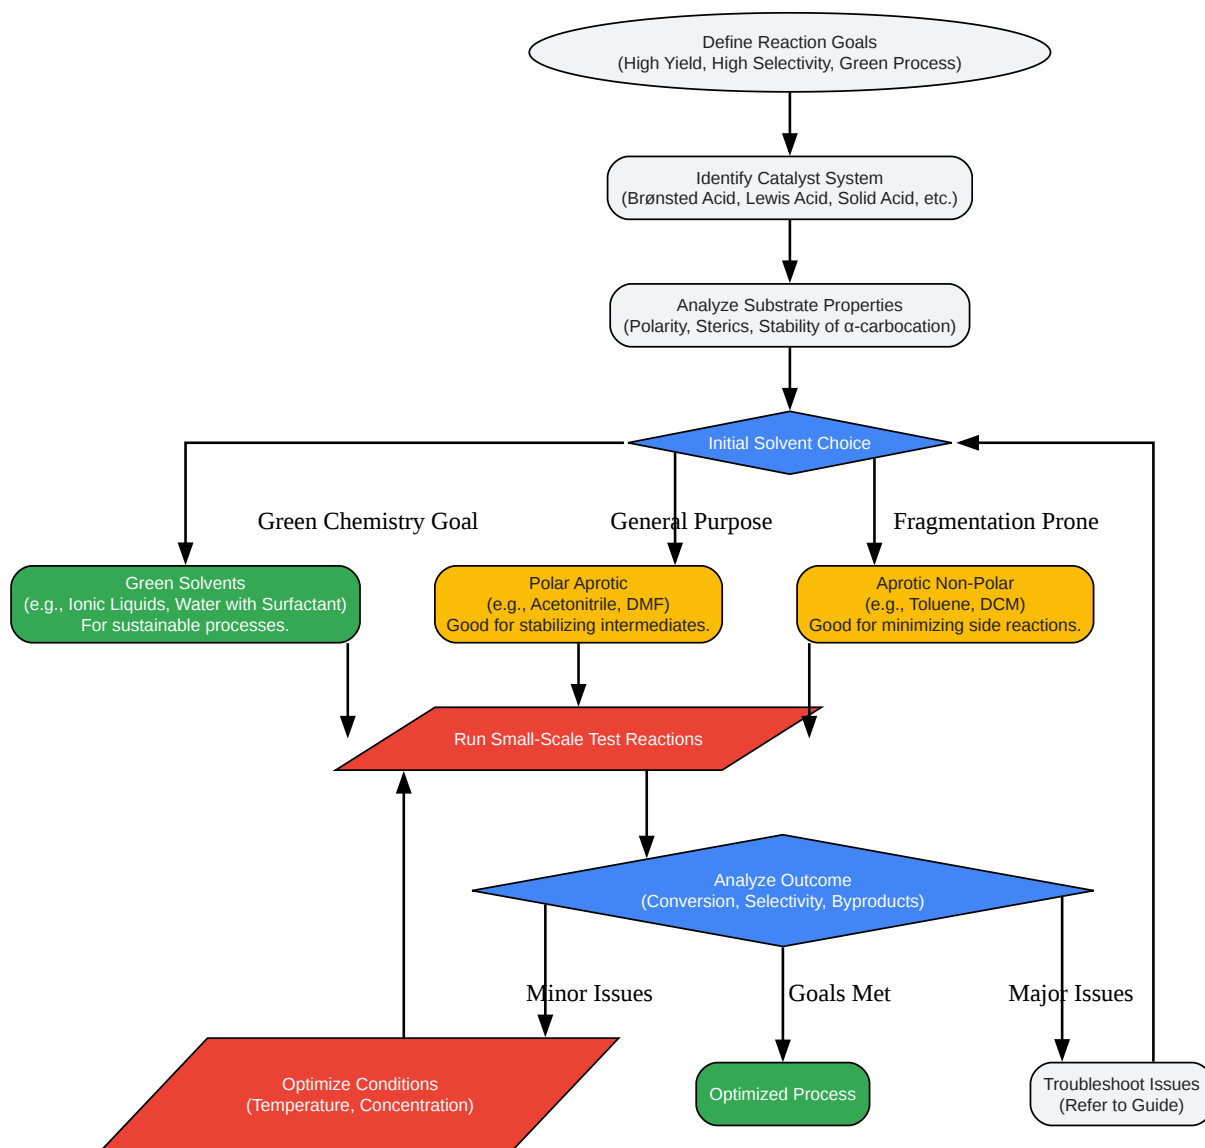 Define Reaction Goals
(High Yield, High Selectivity, Green Process)
Identify Catalyst System
(Brønsted Acid, Lewis Acid, Solid Acid, etc.)
Analyze Substrate Properties
(Polarity, Sterics, Stability of α-carbocation)
Initial Solvent Choice
Green Chemistry Goal
General Purpose
Fragmentation Prone
Green Solvents
(e.g., Ionic Liquids, Water with Surfactant)
For sustainable processes.
Polar Aprotic
(e.g., Acetonitrile, DMF)
Good for stabilizing intermediates.
Aprotic Non-Polar
(e.g., Toluene, DCM)
Good for minimizing side reactions.
Run Small-Scale Test Reactions
Analyze Outcome
(Conversion, Selectivity, Byproducts)
Minor Issues
Goals Met
Major Issues
Optimize Conditions
(Temperature, Concentration)
Optimized Process
Troubleshoot Issues
(Refer to Guide)